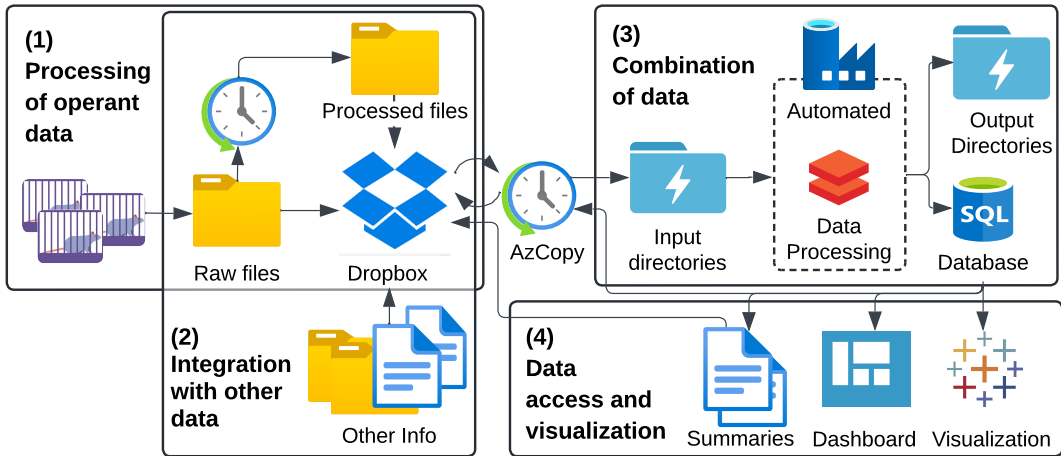 (1)
Processing
of operant
data
Processed files
Raw files
Dropbox
(2)
Integration
with other
data
Other Info
AzCopy
(3)
Combination
of data
Input
directories
Automated
Data
Processing
Output
Directories
SQL
Database
(4)
Data
access and
visualization
Summaries
Dashboard
Visualization